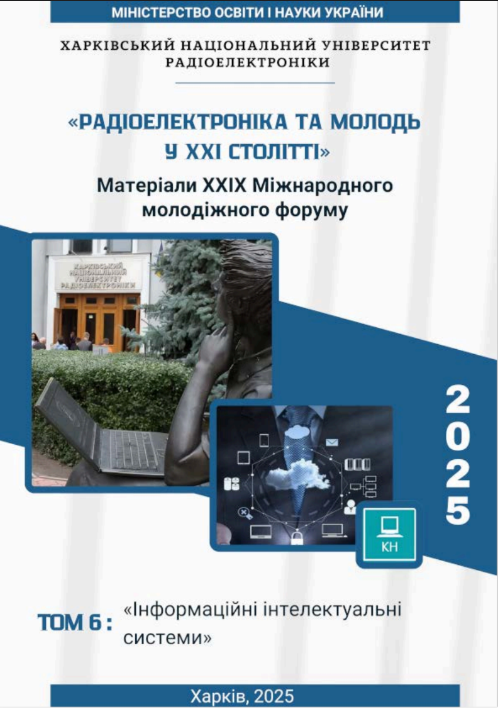 МІНІСТЕРСТВО ОСВІТИ І НАУКИ УКРАЇНИ
ХАРКІВСЬКИЙ НАЦІОНАЛЬНИЙ УНІВЕРСИТЕТ
РАДІОЕЛЕКТРОНІКИ
«РАДІОЕЛЕКТРОНІКА ТА МОЛОДЬ
У ХХІ СТОЛІТТІ»
Матеріали XXIX Міжнародного
молодіжного форуму
ХАРКІВСЬКИЙ
НАЦІОНАЛЬНИЙ
УНІВЕРСИТЕТ
РАДІОЕЛЕКТРОНІКИ
2025
КН
ТОМ 6 :
«Інформаційні інтелектуальні
системи»
Харків, 2025